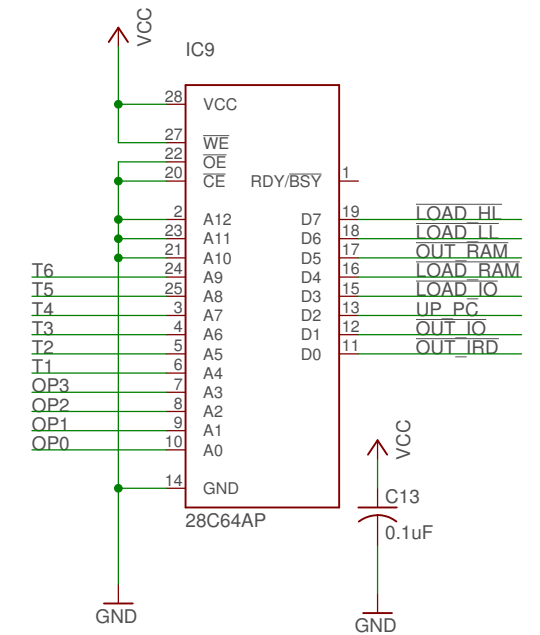 VCC
IC9
28 VCC
27 WE
22 OE
20 CE RDY/BSY 1
2 A12 D7 19 LOAD_HL
23 A11 D6 18 LOAD_LL
21 A10 D5 17 OUT_RAM
T6 24 A9 D4 16 LOAD_RAM
T5 25 A8 D3 15 LOAD_IO
T4 3 A7 D2 13 UP_PC
T3 4 A6 D1 12 OUT_IO
T2 5 A5 D0 11 OUT_IRD
T1 6 A4
OP3 7 A3
OP2 8 A2
OP1 9 A1
OP0 10 A0
VCC
14 GND
C13
28C64AP
0.1uF
GND
GND